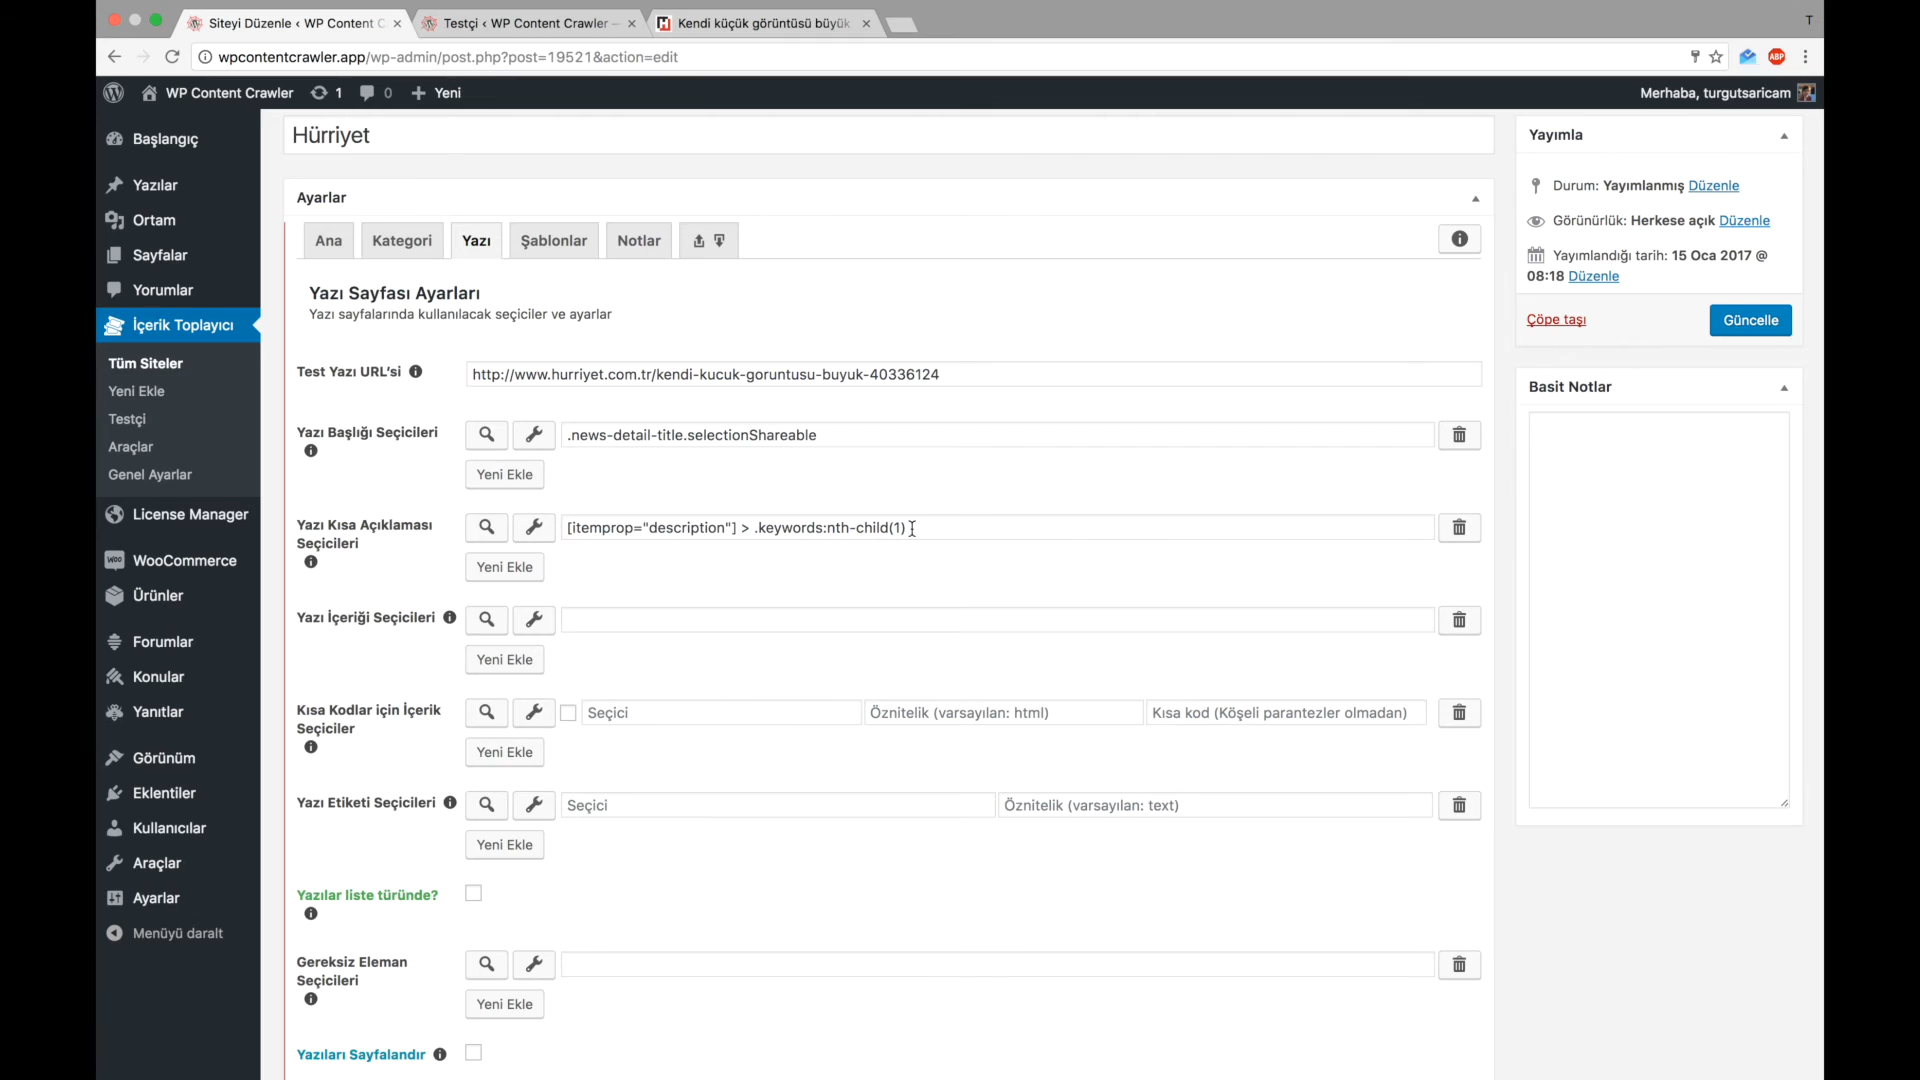 Siteyi Düzenle ‹ WP Content C
Testçi ‹ WP Content Crawler –
Kendi küçük görüntüsü büyük
T
wpcontentcrawler.app/wp-admin/post.php?post=19521&action=edit
ABP
WP Content Crawler
1
0
Yeni
Merhaba, turgutsaricam
Başlangıç
Yazılar
Ortam
Sayfalar
Yorumlar
İçerik Toplayıcı
Tüm Siteler
Yeni Ekle
Testçi
Araçlar
Genel Ayarlar
License Manager
WooCommerce
Ürünler
Forumlar
Konular
Yanıtlar
Görünüm
Eklentiler
Kullanıcılar
Araçlar
Ayarlar
Menüyü daralt
Hürriyet
Ayarlar
Ana
Kategori
Yazı
Şablonlar
Notlar
Yazı Sayfası Ayarları
Yazı sayfalarında kullanılacak seçiciler ve ayarlar
Test Yazı URL'si
http://www.hurriyet.com.tr/kendi-kucuk-goruntusu-buyuk-40336124
Yazı Başlığı Seçicileri
.news-detail-title.selectionShareable
Yeni Ekle
Yazı Kısa Açıklaması
Seçicileri
[itemprop="description"] > .keywords:nth-child(1)
Yeni Ekle
Yazı İçeriği Seçicileri
Yeni Ekle
Kısa Kodlar için İçerik
Seçiciler
Seçici
Öznitelik (varsayılan: html)
Kısa kod (Köşeli parantezler olmadan)
Yeni Ekle
Yazı Etiketi Seçicileri
Seçici
Öznitelik (varsayılan: text)
Yeni Ekle
Yazılar liste türünde?
Gereksiz Eleman
Seçicileri
Yeni Ekle
Yazıları Sayfalandır
Yayımla
Durum: Yayımlanmış Düzenle
Görünürlük: Herkese açık Düzenle
Yayımlandığı tarih: 15 Oca 2017 @
08:18 Düzenle
Çöpe taşı
Güncelle
Basit Notlar